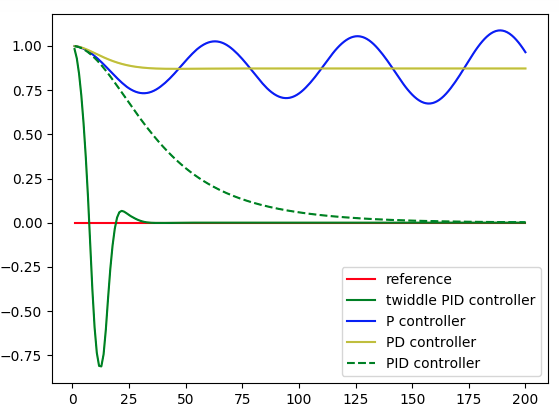 1.00
0.75
0.50
0.25
0.00
−0.25
−0.50
−0.75
reference
twiddle PID controller
P controller
PD controller
PID controller
0 25 50 75 100 125 150 175 200